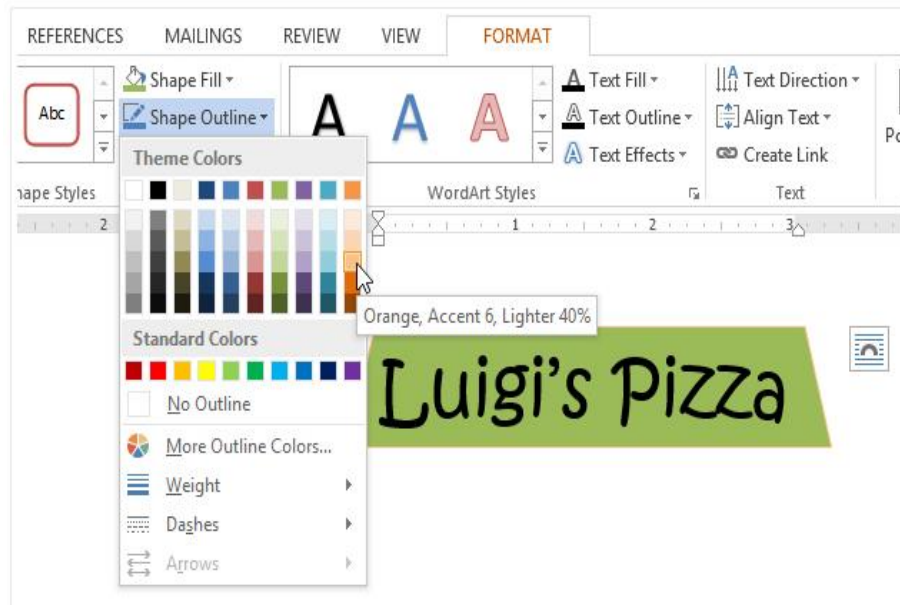 REFERENCES MAILINGS REVIEW VIEW FORMAT
Abc
Shape Fill
Shape Outline
A A A
A Text Fill
A Text Outline
A Text Effects
A Text Direction
Align Text
Create Link
Shape Styles
WordArt Styles
Text
Theme Colors
2 1 2 3
Orange, Accent 6, Lighter 40%
Standard Colors
No Outline
More Outline Colors...
Weight
Dashes
Arrows
Luigi's Pizza